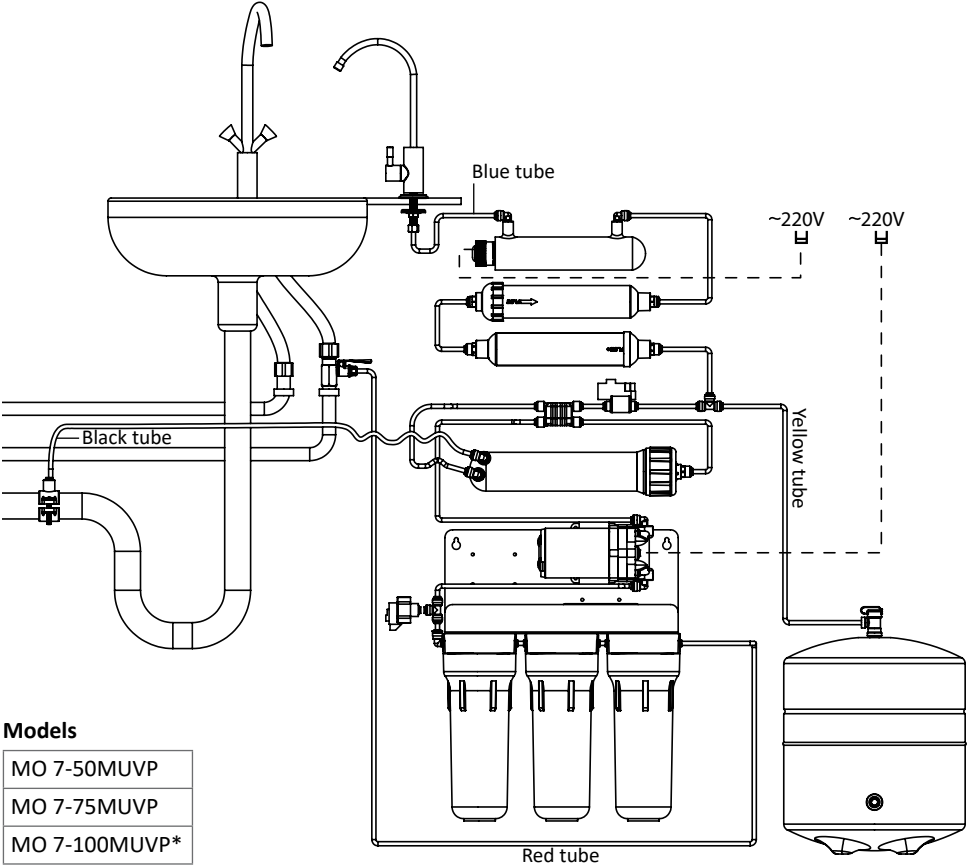 Blue tube
~220V ~220V
Black tube
Yellow tube
Models
MO 7-50MUVP
MO 7-75MUVP
MO 7-100MUVP*
Red tube